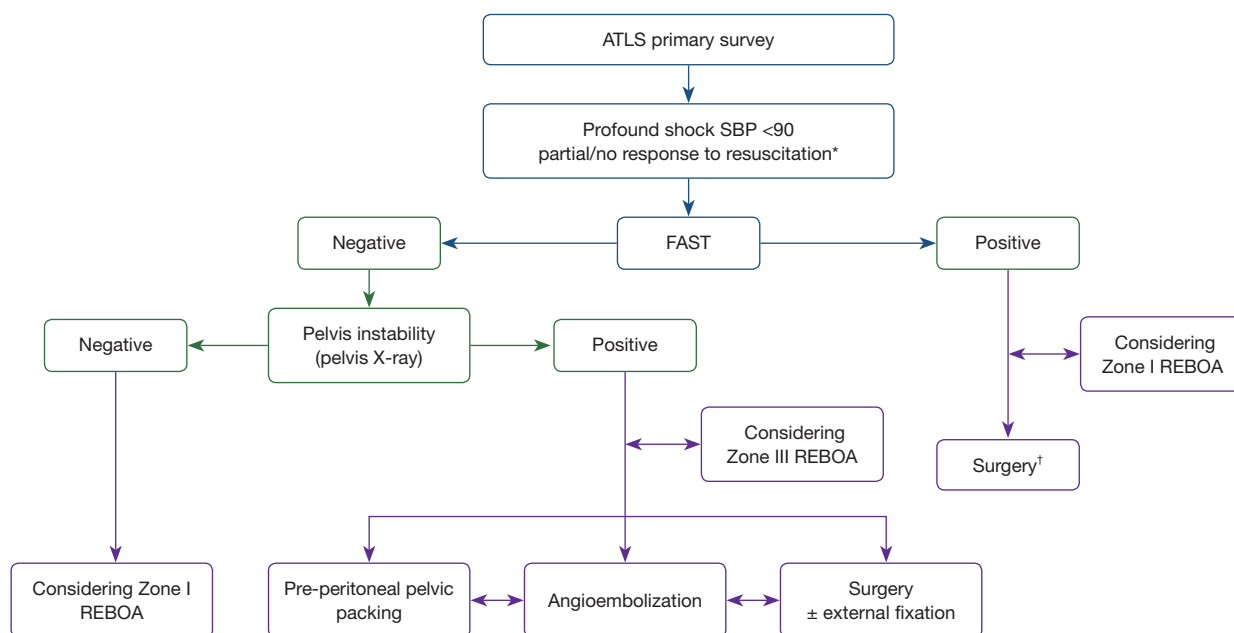 ATLS primary survey
Profound shock SBP <90
partial/no response to resuscitation*
Negative
FAST
Positive
Negative
Pelvis instability
(pelvis X-ray)
Positive
Considering
Zone I REBOA
Considering
Zone III REBOA
Surgery†
Considering Zone I
REBOA
Pre-peritoneal pelvic
packing
Angioembolization
Surgery
± external fixation